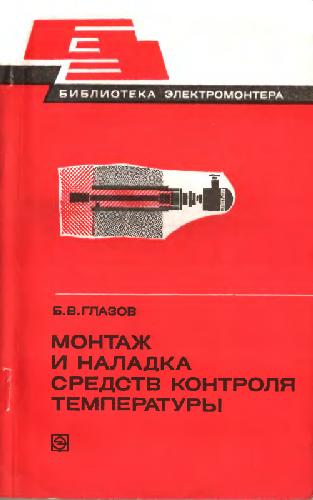 БИБЛИОТЕКА ЭЛЕКТРОМОНТЕРА
Б.В.ГЛАЗОВ
МОНТАЖ
И НАЛАДКА
СРЕДСТВ КОНТРОЛЯ
ТЕМПЕРАТУРЫ